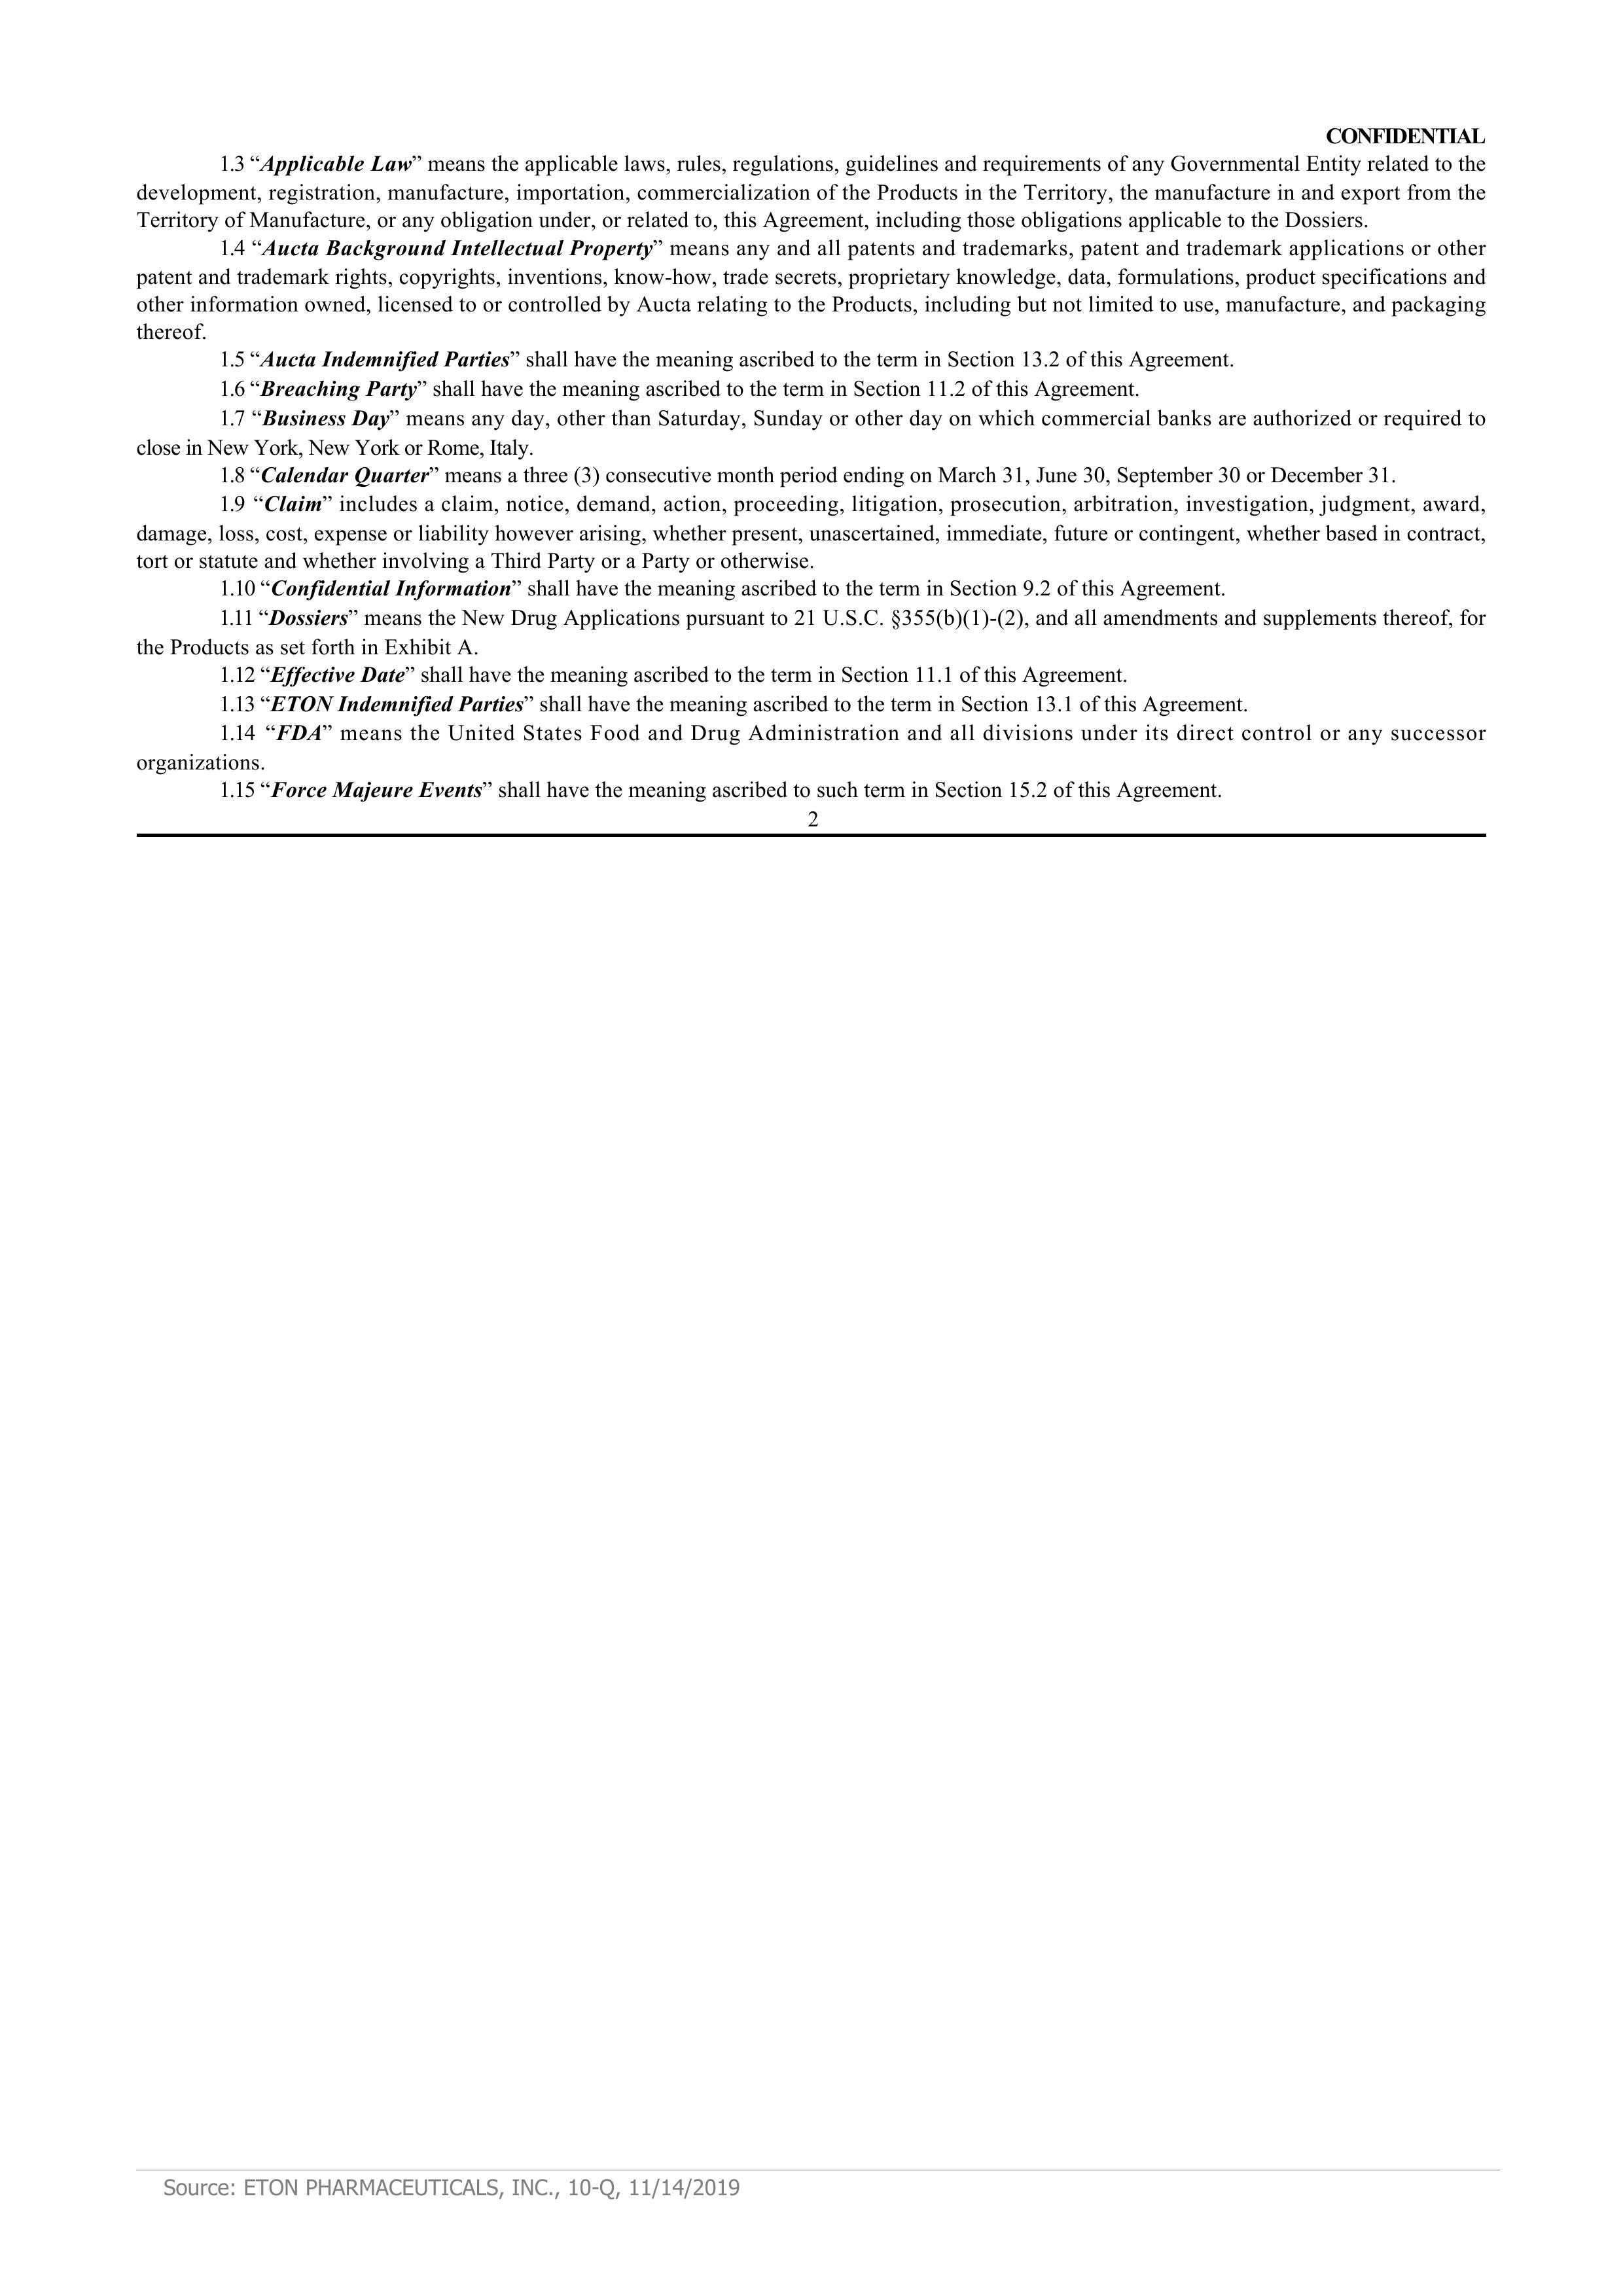 CONFIDENTIAL
1.3 “Applicable Law” means the applicable laws, rules, regulations, guidelines and requirements of any Governmental Entity related to the
development, registration, manufacture, importation, commercialization of the Products in the Territory, the manufacture in and export from the
Territory of Manufacture, or any obligation under, or related to, this Agreement, including those obligations applicable to the Dossiers.
1.4 “Aucta Background Intellectual Property” means any and all patents and trademarks, patent and trademark applications or other
patent and trademark rights, copyrights, inventions, know-how, trade secrets, proprietary knowledge, data, formulations, product specifications and
other information owned, licensed to or controlled by Aucta relating to the Products, including but not limited to use, manufacture, and packaging
thereof.
1.5 “Aucta Indemnified Parties” shall have the meaning ascribed to the term in Section 13.2 of this Agreement.
1.6 “Breaching Party” shall have the meaning ascribed to the term in Section 11.2 of this Agreement.
1.7 “Business Day” means any day, other than Saturday, Sunday or other day on which commercial banks are authorized or required to
close in New York, New York or Rome, Italy.
1.8 “Calendar Quarter” means a three (3) consecutive month period ending on March 31, June 30, September 30 or December 31.
1.9 “Claim” includes a claim, notice, demand, action, proceeding, litigation, prosecution, arbitration, investigation, judgment, award,
damage, loss, cost, expense or liability however arising, whether present, unascertained, immediate, future or contingent, whether based in contract,
tort or statute and whether involving a Third Party or a Party or otherwise.
1.10 “Confidential Information” shall have the meaning ascribed to the term in Section 9.2 of this Agreement.
1.11 “Dossiers” means the New Drug Applications pursuant to 21 U.S.C. §355(b)(1)-(2), and all amendments and supplements thereof, for
the Products as set forth in Exhibit A.
1.12 “Effective Date” shall have the meaning ascribed to the term in Section 11.1 of this Agreement.
1.13 “ETON Indemnified Parties” shall have the meaning ascribed to the term in Section 13.1 of this Agreement.
1.14 “FDA” means the United States Food and Drug Administration and all divisions under its direct control or any successor
organizations.
1.15 “Force Majeure Events” shall have the meaning ascribed to such term in Section 15.2 of this Agreement.
2
Source: ETON PHARMACEUTICALS, INC., 10-Q, 11/14/2019